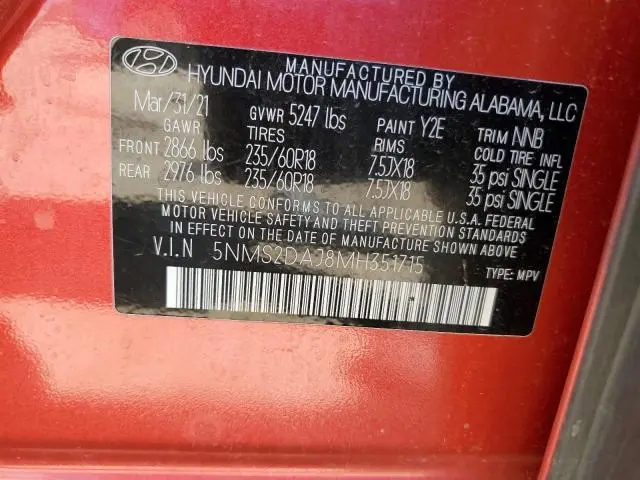 MANUFACTURED BY
HYUNDAI MOTOR MANUFACTURING ALABAMA, LLC
Mar/31/21 GVWR 5247 lbs PAINT Y2E TRIM NNB
GAWR TIRES RIMS COLD TIRE INFL
FRONT 2866 lbs 235/60R18 7.5JX18 35 psi SINGLE
REAR 2976 lbs 235/60R18 7.5JX18 35 psi SINGLE
THIS VEHICLE CONFORMS TO ALL APPLICABLE U.S.A. FEDERAL
MOTOR VEHICLE SAFETY AND THEFT PREVENTION STANDARDS
IN EFFECT ON THE DATE OF MANUFACTURE SHOWN ABOVE.
V.I.N 5NMS2DAJ8MH351715 TYPE: MPV